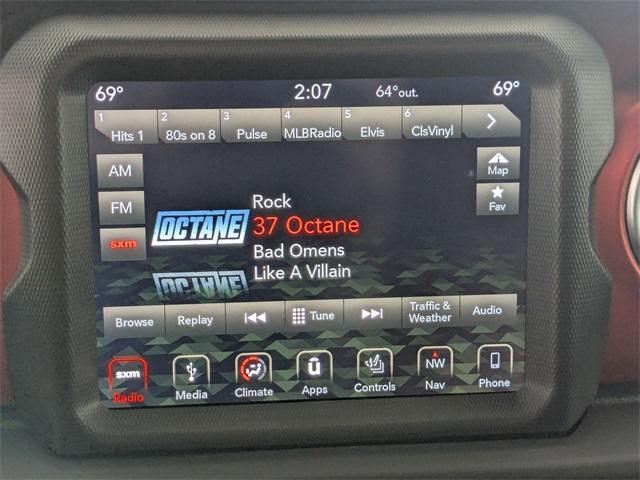 69° 2:07 64°out. 69°
1 Hits 1 2 80s on 8 3 Pulse 4 MLBRadio 5 Elvis 6 ClsVinyl
AM
Map
FM
Fav
sxm
OCTANE
Rock
37 Octane
Bad Omens
Like A Villain
OCTANE
Browse Replay Tune Traffic & Weather Audio
sxm NW
Radio Media Climate Apps Controls Nav Phone